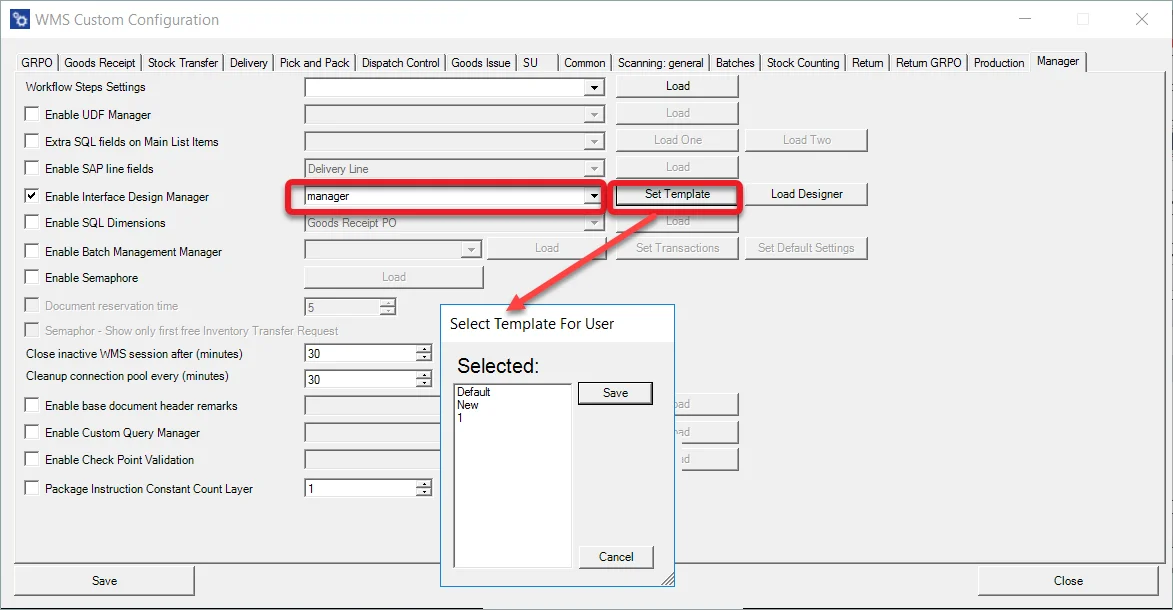 WMS Custom Configuration
GRPO Goods Receipt Stock Transfer Delivery Pick and Pack Dispatch Control Goods Issue SU Common Scanning: general Batches Stock Counting Return Return GRPO Production Manager
Workflow Steps Settings Load
Enable UDF Manager Load
Extra SQL fields on Main List Items Load One Load Two
Enable SAP line fields Delivery Line Load
Enable Interface Design Manager manager Set Template Load Designer
Enable SQL Dimensions Goods Receipt PO Load
Enable Batch Management Manager Load Set Transactions Set Default Settings
Enable Semaphore Load
Document reservation time 5
Semaphor - Show only first free Inventory Transfer Request
Close inactive WMS session after (minutes) 30
Cleanup connection pool every (minutes) 30
Enable base document header remarks
Enable Custom Query Manager
Enable Check Point Validation
Package Instruction Constant Count Layer 1
Select Template For User
Selected:
Default
New
1
Save
Cancel
Save Close